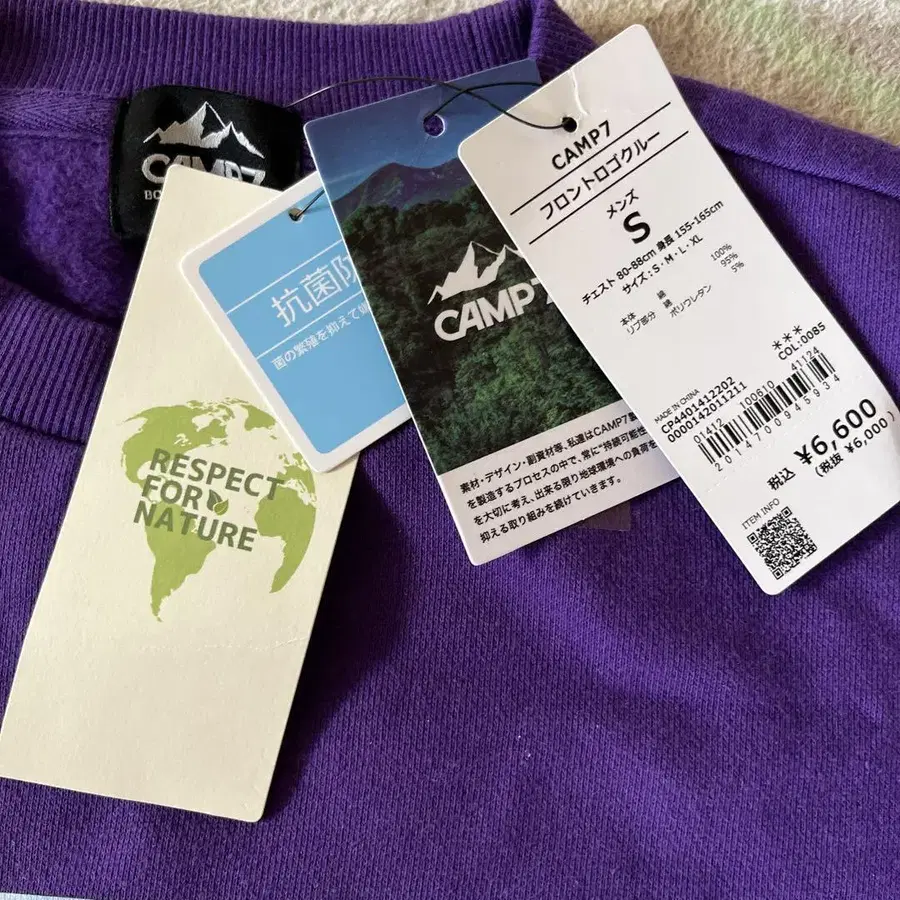 CAMP7
RESPECT
FOR
NATURE
抗菌防
菌の繁殖を抑えて
CAMP7
素材・デザイン・副資材等、私達はCAMP7
を製造するプロセスの中で、常に"持続可能性
を大切に考え、出来る限り地球環境への負荷を
抑える取り組みを続けていきます。
CAMP7
フロントロゴクルー
メンズ
S
チェスト 80-88cm 身長 155-165cm
サイズ:S・M・L・XL
本体 綿 100%
リブ部分 綿 95%
ポリウレタン 5%
***
COL:0085
MADE IN CHINA
CP4401412202
0000142011211
01412 100610 41124
2014700945934
税込 ¥6,600
(税抜 ¥6,000)
ITEM INFO